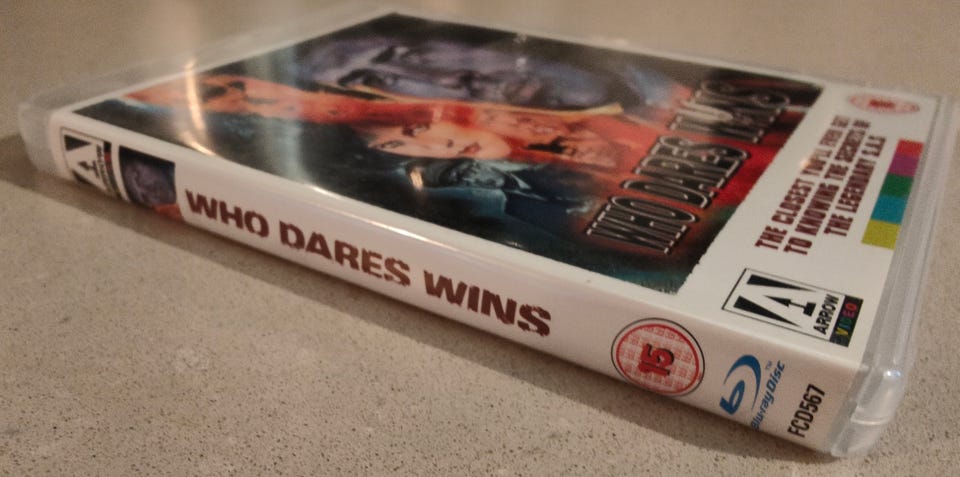 WHO DARES WINS
THE CLOSEST YOU'LL EVER GET
TO KNOWING THE SECRETS OF
THE LEGENDARY S.A.S
ARROW
VIDEO
WHO DARES WINS
15
Blu-ray Disc™
FCD567